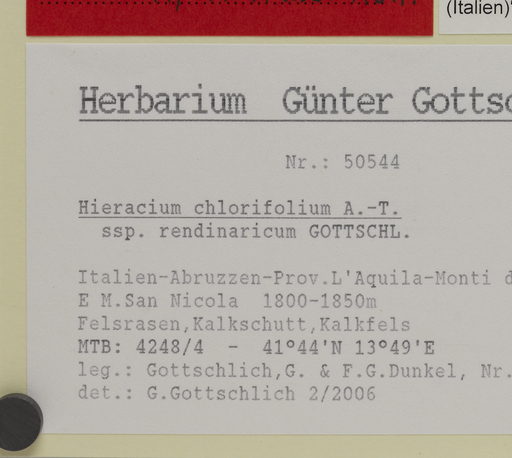 (Italien)
Herbarium Günter Gottsc
Nr.: 50544
Hieracium chlorifolium A.-T.
ssp. rendinaricum GOTTSCHL.
Italien-Abruzzen-Prov.L'Aquila-Monti d
E M.San Nicola 1800-1850m
Felsrasen,Kalkschutt,Kalkfels
MTB: 4248/4 - 41°44'N 13°49'E
leg.: Gottschlich,G. & F.G.Dunkel, Nr.
det.: G.Gottschlich 2/2006